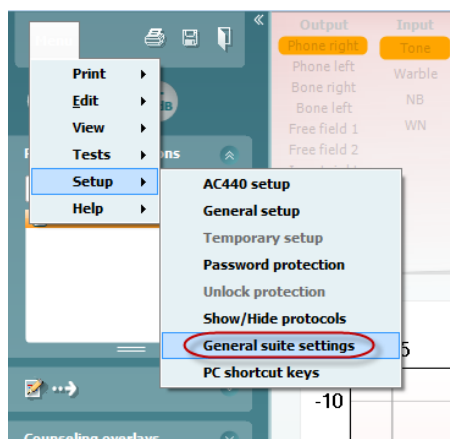 Menu
Output
Input
Phone right
Tone
Phone left
Warble
Bone right
NB
Bone left
WN
Free field 1
Free field 2
dB
Print
Edit
View
Tests
Setup
Help
ns
AC440 setup
General setup
Temporary setup
Password protection
Unlock protection
Show/Hide protocols
General suite settings
PC shortcut keys
5
-10
Counseling overlays